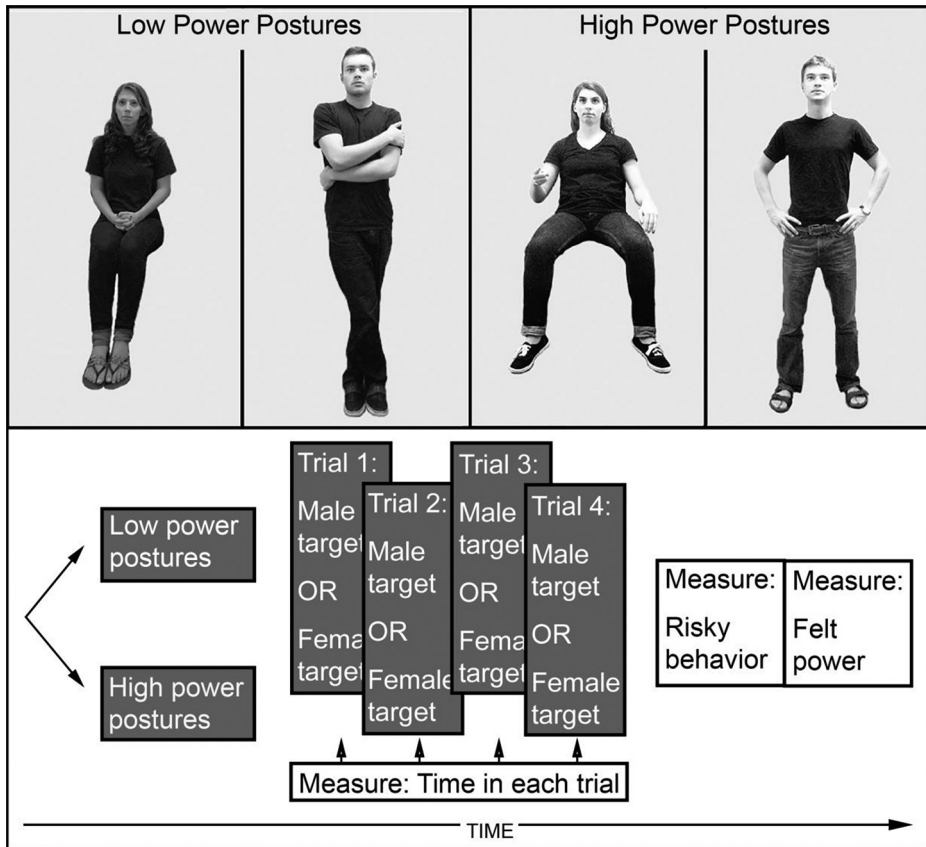 Low Power Postures
High Power Postures
Low power
postures
High power
postures
Trial 1:
Male
target
OR
Female
target
Trial 2:
Male
target
OR
Female
target
Trial 3:
Male
target
OR
Female
target
Trial 4:
Male
target
OR
Female
target
Measure: Time in each trial
Measure:
Risky
behavior
Measure:
Felt
power
TIME